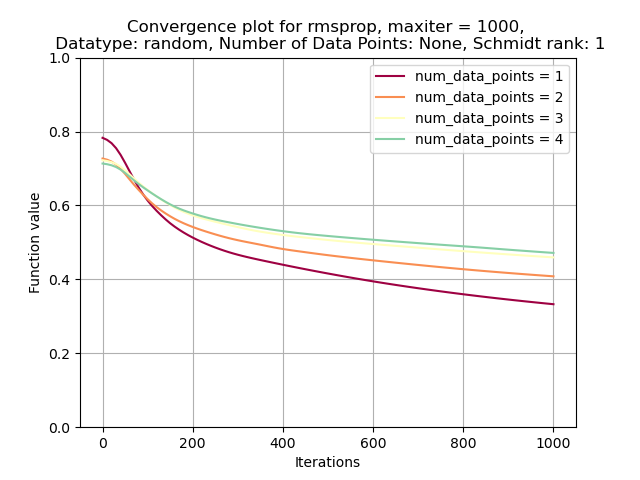 Convergence plot for rmsprop, maxiter = 1000,
Datatype: random, Number of Data Points: None, Schmidt rank: 1
1.0
0.8
0.6
0.4
0.2
0.0
Function value
num_data_points = 1
num_data_points = 2
num_data_points = 3
num_data_points = 4
0 200 400 600 800 1000
Iterations